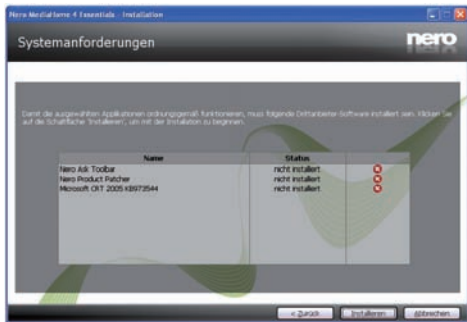 Nero MediaHome 4 Essentials - Installation
Systemanforderungen
nero
Damit die ausgewählten Applikationen ordnungsgemäß funktionieren, muss folgende Drittanbieter-Software installiert sein. Klicken Sie
auf die Schaltfläche 'Installieren', um mit der Installation zu beginnen.
Name Status
Nero Ask Toolbar nicht installiert
Nero Product Patcher nicht installiert
Microsoft CRT 2005 KB973544 nicht installiert
< Zurück Installieren Abbrechen